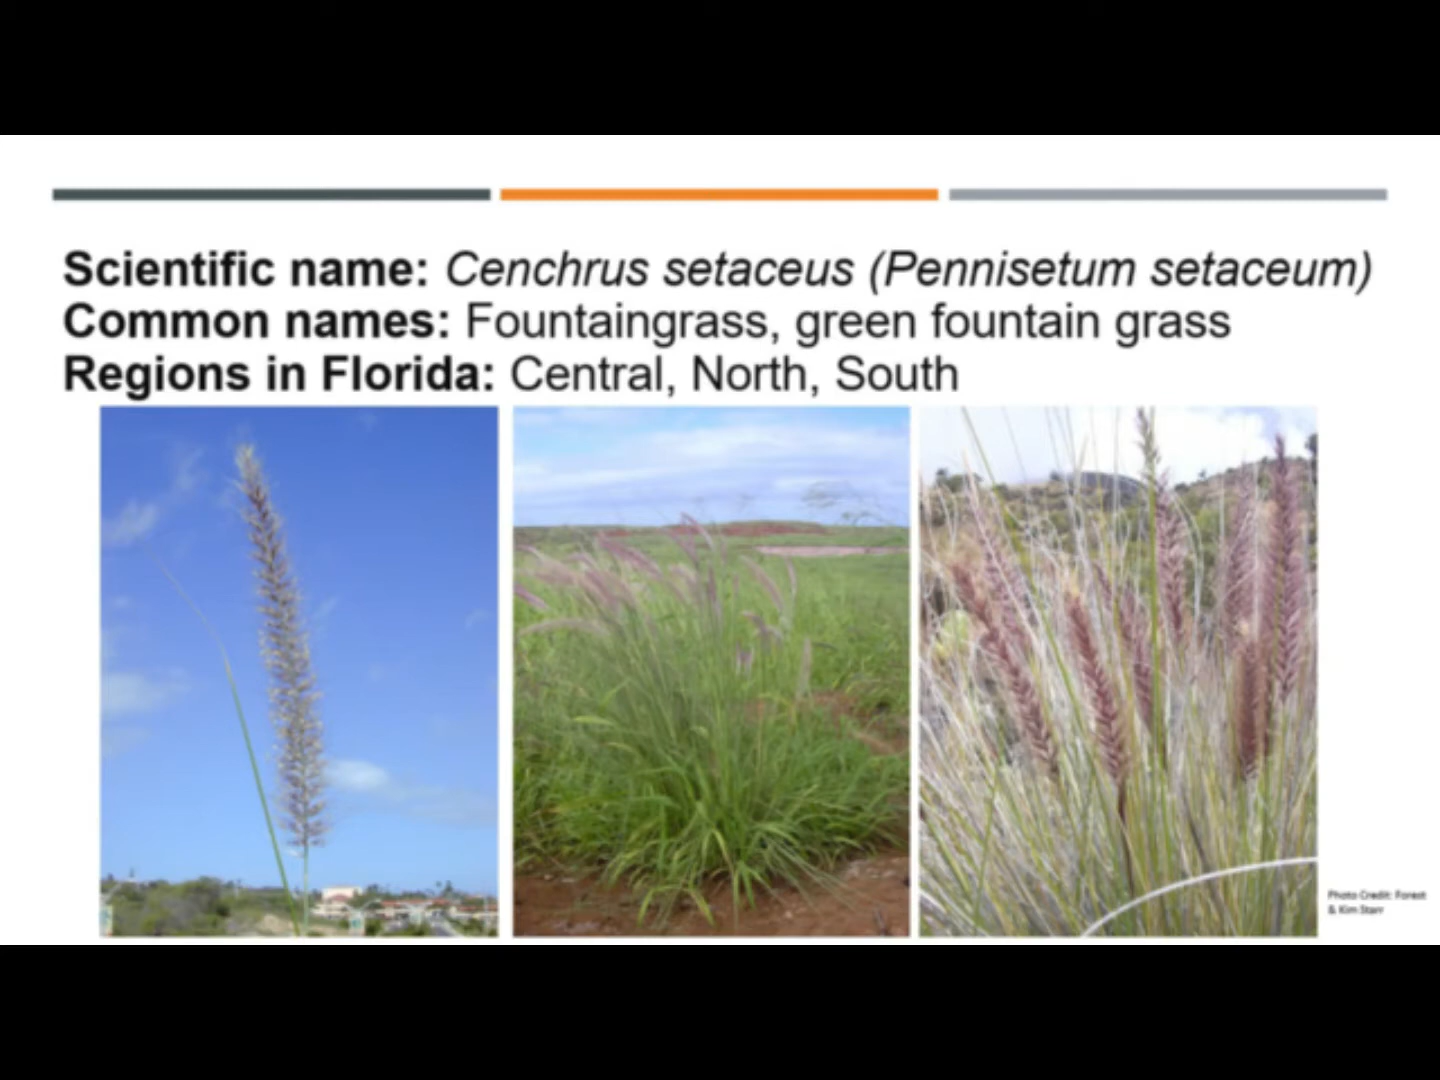 Scientific name: Cenchrus setaceus (Pennisetum setaceum)
Common names: Fountaingrass, green fountain grass
Regions in Florida: Central, North, South
Photo Credit: Forest
& Kim Starr